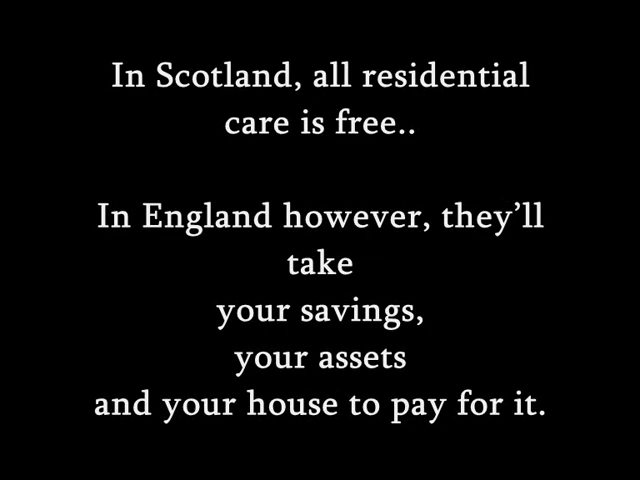 In Scotland, all residential
care is free..
In England however, they’ll
take
your savings,
your assets
and your house to pay for it.